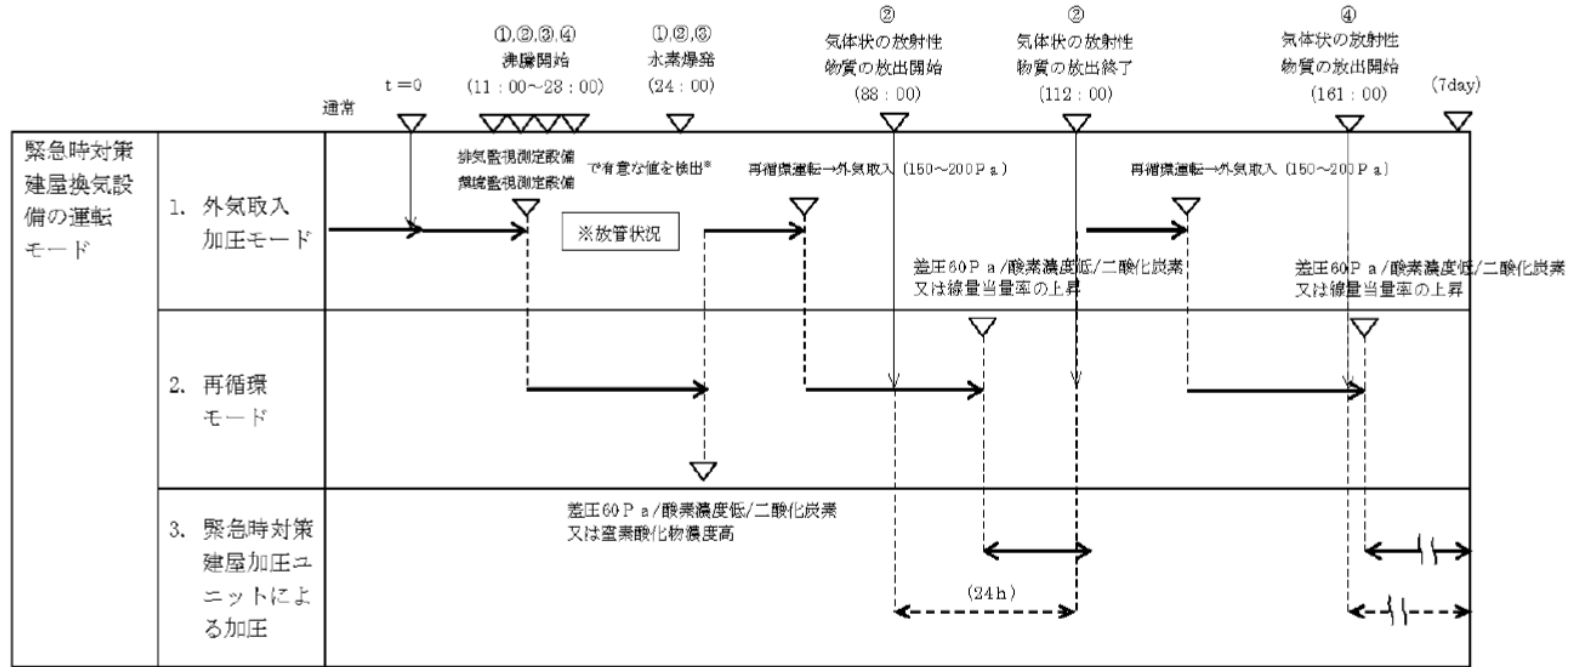 ①,②,③,④
沸騰開始
(11:00～23:00)
①,②,③
水素爆発
(24:00)
②
気体状の放射性
物質の放出開始
(88:00)
②
気体状の放射性
物質の放出終了
(112:00)
④
気体状の放射性
物質の放出開始
(161:00)
(7day)
通常
t=0
緊急時対策
建屋換気設
備の運転
モード
1. 外気取入
加圧モード
排気監視測定設備
環境監視測定設備
で有意な値を検出*
※放管状況
再循環運転→外気取入 (150～200Pa)
再循環運転→外気取入 (150～200Pa)
差圧60Pa/酸素濃度低/二酸化炭素
又は線量当量率の上昇
差圧60Pa/酸素濃度低/二酸化炭素
又は線量当量率の上昇
2. 再循環
モード
差圧60Pa/酸素濃度低/二酸化炭素
又は窒素酸化物濃度高
3. 緊急時対策
建屋加圧ユ
ニットによ
る加圧
(24h)